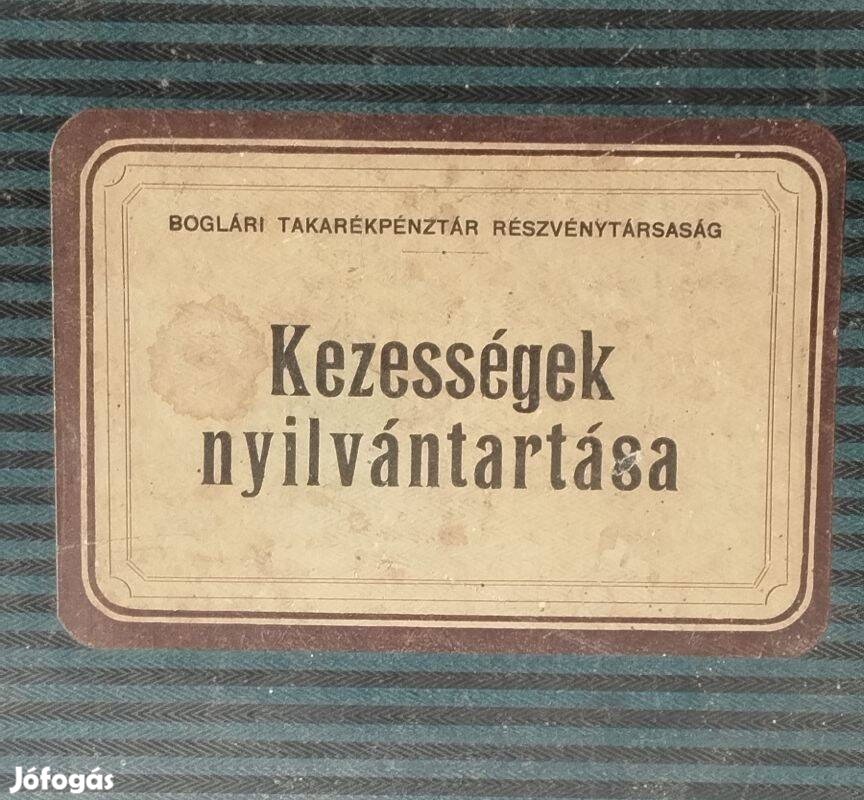 BOGLÁRI TAKARÉKPÉNZTÁR RÉSZVÉNYTÁRSASÁG
Kezességek
nyilvántartása
Jófogás